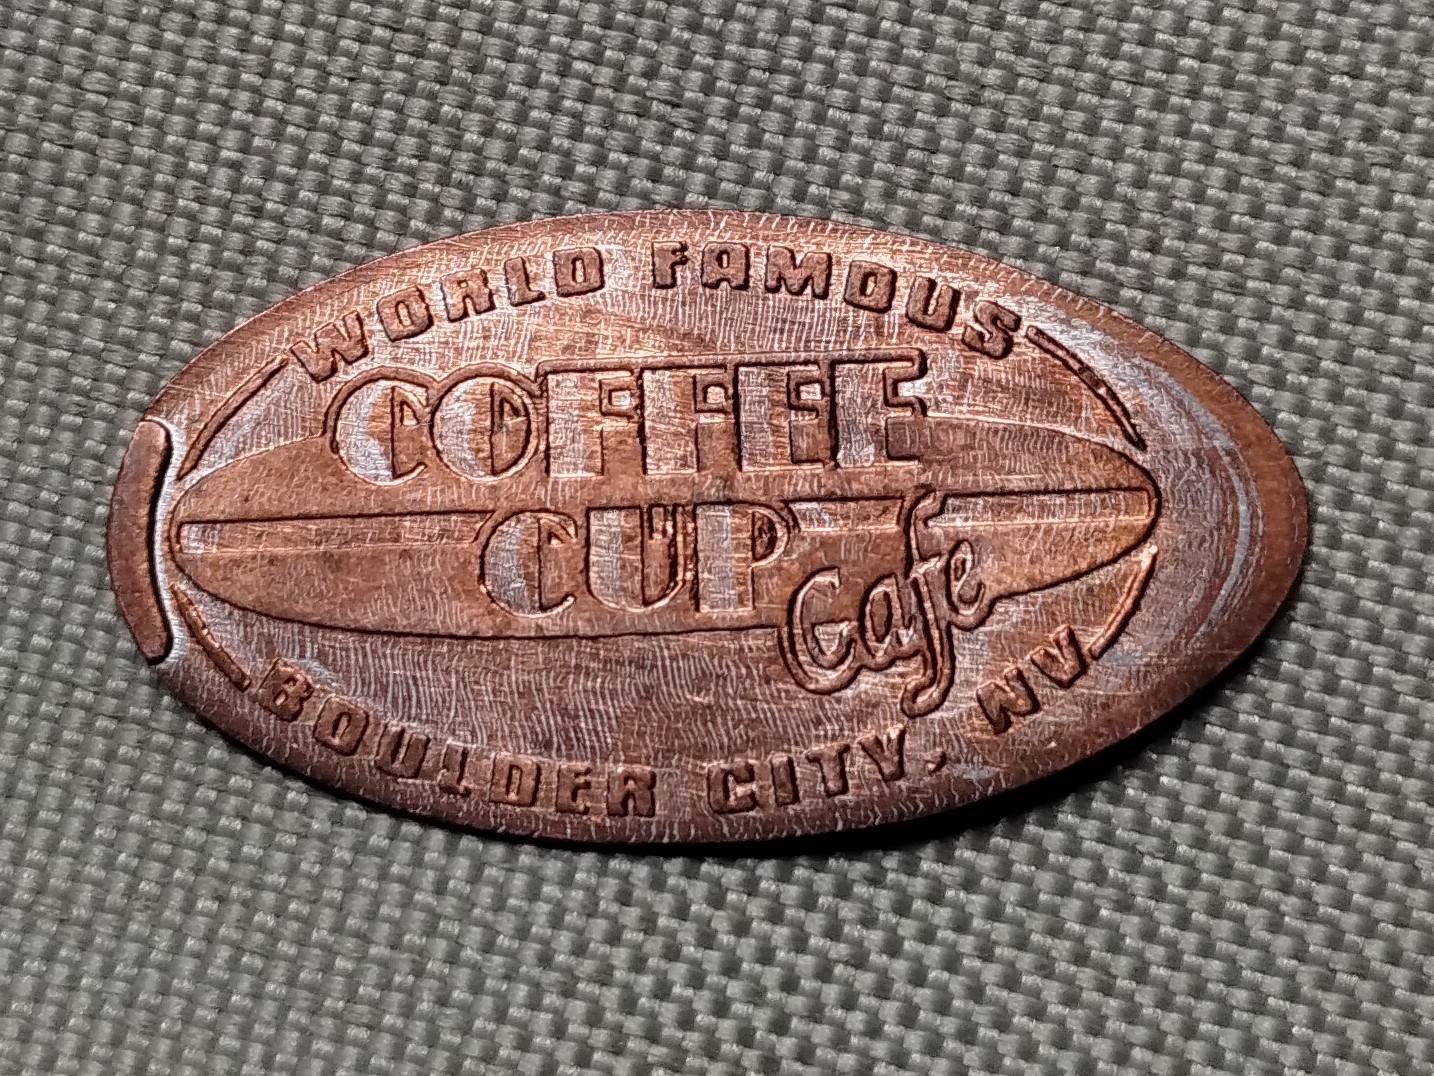 WORLD FAMOUS
COFFEE
CUP
Cafe
BOULDER CITY, NV